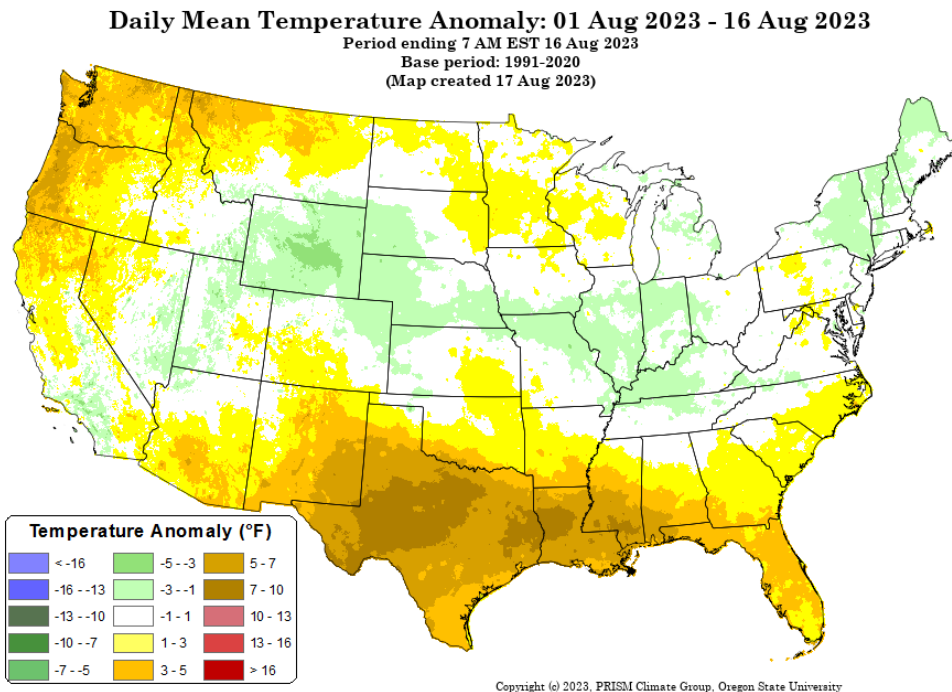 Daily Mean Temperature Anomaly: 01 Aug 2023 - 16 Aug 2023
Period ending 7 AM EST 16 Aug 2023
Base period: 1991-2020
(Map created 17 Aug 2023)
Temperature Anomaly (°F)
< -16
-16 - -13
-13 - -10
-10 - -7
-7 - -5
-5 - -3
-3 - -1
-1 - 1
1 - 3
3 - 5
5 - 7
7 - 10
10 - 13
13 - 16
> 16
Copyright (c) 2023, PRISM Climate Group, Oregon State University